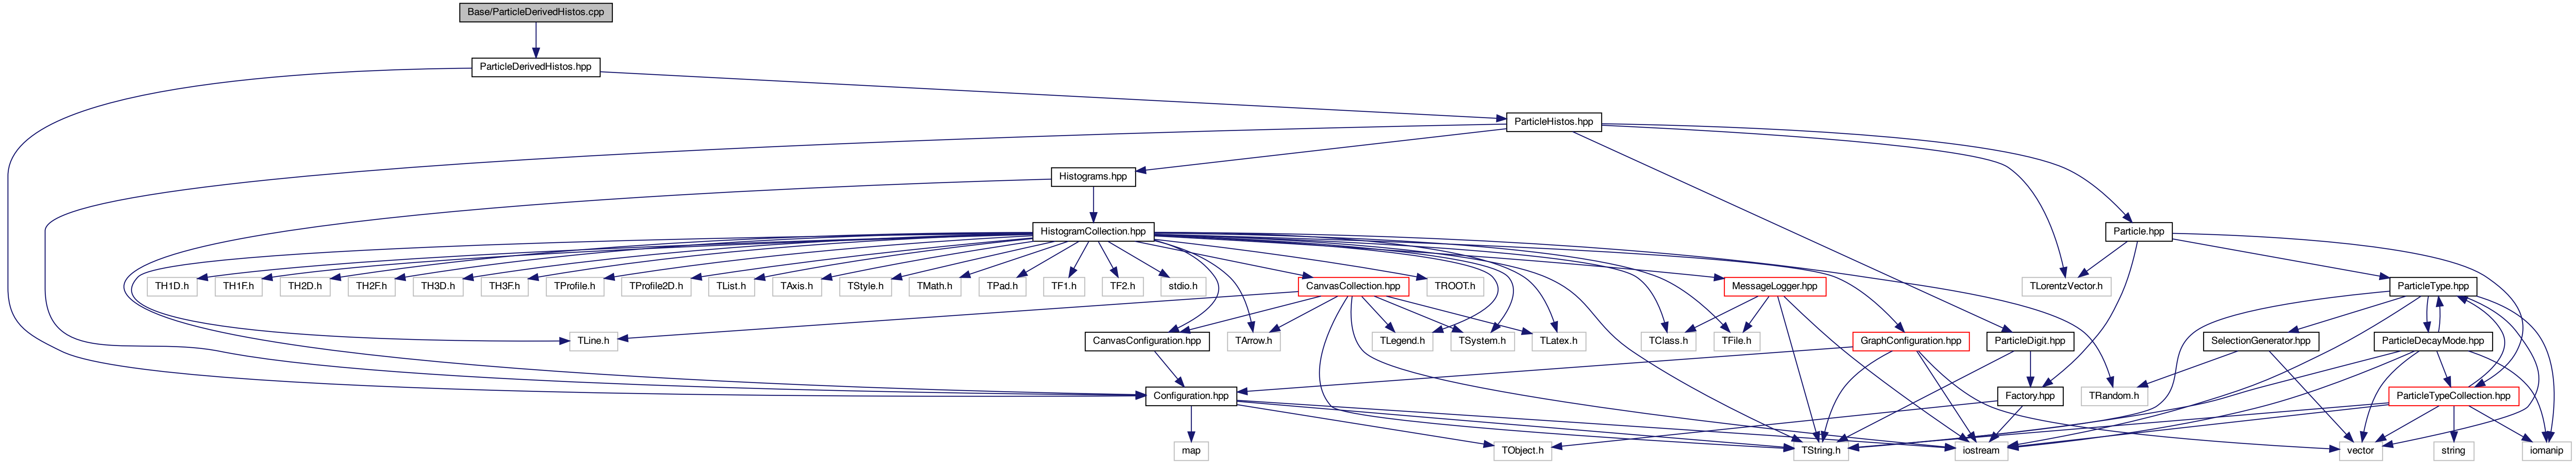 Base/ParticleDerivedHistos.cpp
ParticleDerivedHistos.hpp
ParticleHistos.hpp
Histograms.hpp
HistogramCollection.hpp
Particle.hpp
TH1D.h
TH1F.h
TH2D.h
TH2F.h
TH3D.h
TH3F.h
TProfile.h
TProfile2D.h
TList.h
TAxis.h
TStyle.h
TMath.h
TPad.h
TF1.h
TF2.h
stdio.h
CanvasCollection.hpp
TROOT.h
MessageLogger.hpp
TLorentzVector.h
ParticleType.hpp
TLine.h
CanvasConfiguration.hpp
TArrow.h
TLegend.h
TSystem.h
TLatex.h
TClass.h
TFile.h
GraphConfiguration.hpp
ParticleDigit.hpp
SelectionGenerator.hpp
ParticleDecayMode.hpp
Configuration.hpp
Factory.hpp
TRandom.h
ParticleTypeCollection.hpp
map
TObject.h
TString.h
iostream
vector
string
iomanip